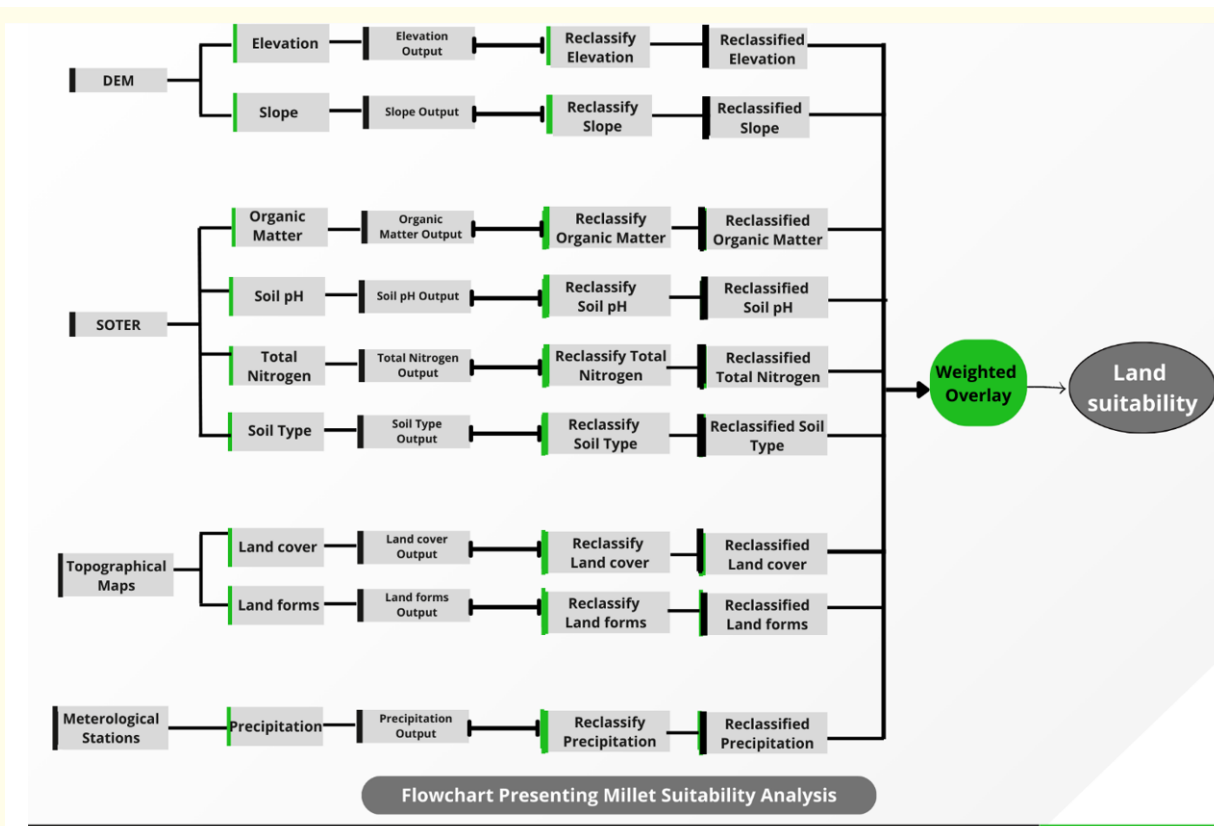 Elevation
Elevation
Output
Reclassify
Elevation
Reclassified
Elevation
DEM
Slope
Slope Output
Reclassify
Slope
Reclassified
Slope
Organic
Matter
Organic
Matter Output
Reclassify
Organic Matter
Reclassified
Organic Matter
SOTER
Soil pH
Soil pH Output
Reclassify
Soil pH
Reclassified
Soil pH
Total
Nitrogen
Total Nitrogen
Output
Reclassify Total
Nitrogen
Reclassified
Total Nitrogen
Soil Type
Soil Type
Output
Reclassify
Soil Type
Reclassified Soil
Type
Weighted
Overlay
Land
suitability
Topographical
Maps
Land cover
Land cover
Output
Reclassify
Land cover
Reclassified
Land cover
Land forms
Land forms
Output
Reclassify
Land forms
Reclassified
Land forms
Meterological
Stations
Precipitation
Precipitation
Output
Reclassify
Precipitation
Reclassified
Precipitation
Flowchart Presenting Millet Suitability Analysis